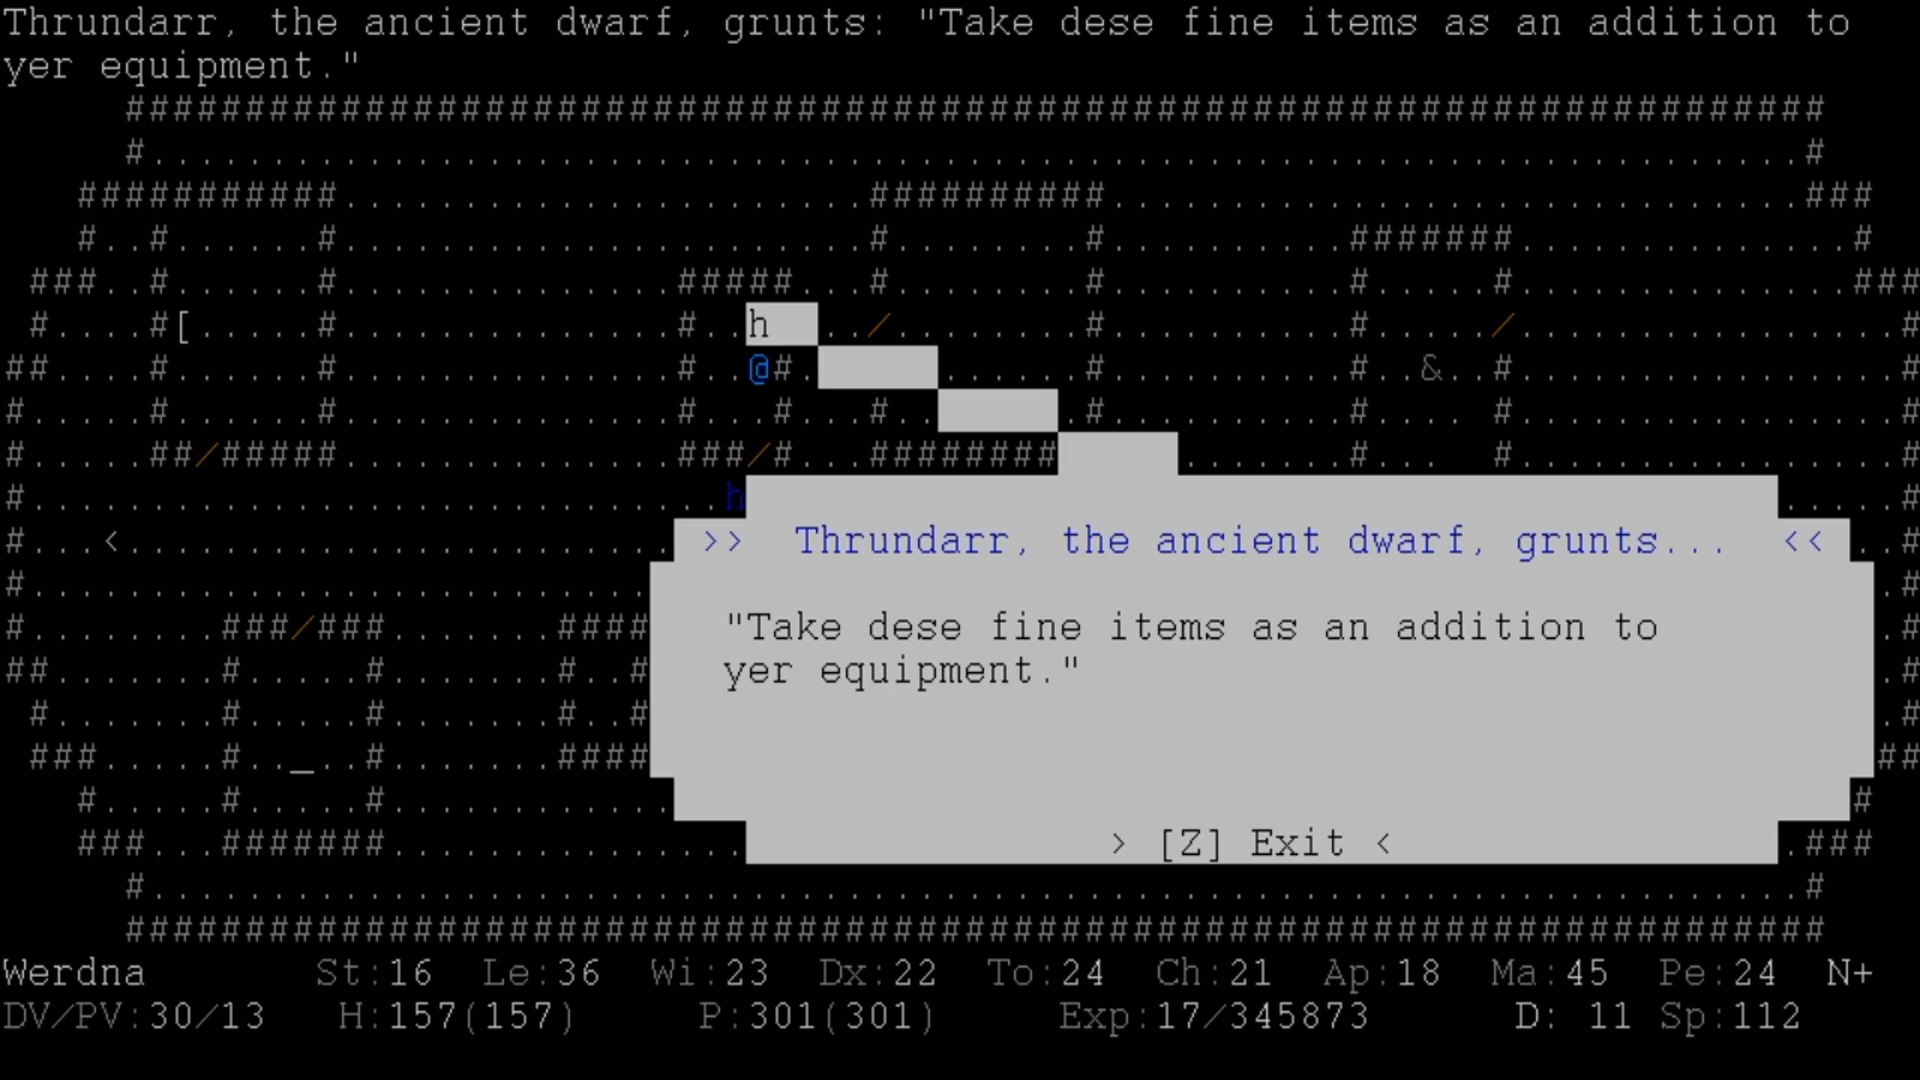 Thrundarr, the ancient dwarf, grunts: "Take dese fine items as an addition to
yer equipment."
>> Thrundarr, the ancient dwarf, grunts... <<
"Take dese fine items as an addition to
yer equipment."
> [Z] Exit <
Werdna St:16 Le:36 Wi:23 Dx:22 To:24 Ch:21 Ap:18 Ma:45 Pe:24 N+
DV/PV:30/13 H:157(157) P:301(301) Exp:17/345873 D: 11 Sp:112